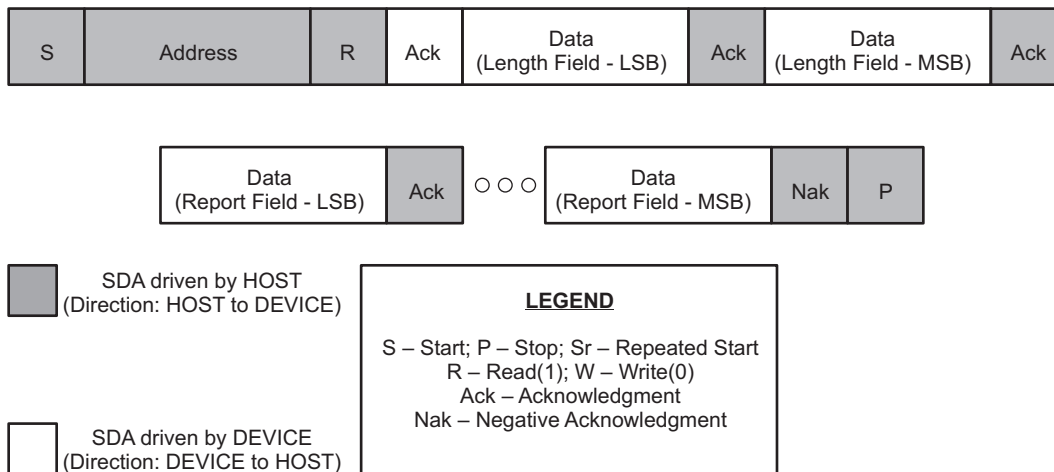 S Address R Ack Data Ack Data Ack
(Length Field - LSB) (Length Field - MSB)
Data Ack ○○○ Data Nak P
(Report Field - LSB) (Report Field - MSB)
SDA driven by HOST
(Direction: HOST to DEVICE)
LEGEND
S – Start; P – Stop; Sr – Repeated Start
R – Read(1); W – Write(0)
Ack – Acknowledgment
Nak – Negative Acknowledgment
SDA driven by DEVICE
(Direction: DEVICE to HOST)